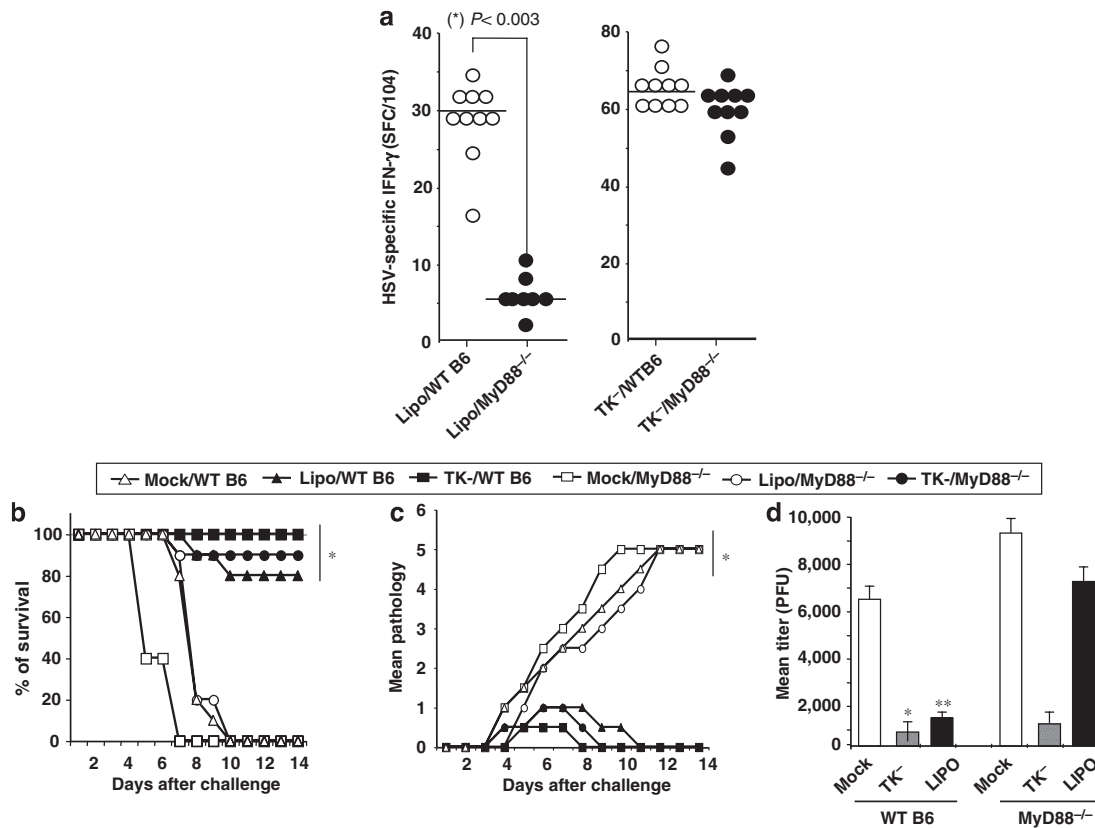 a
(*) P< 0.003
HSV-specific IFN-γ (SFC/104)
40
30
20
10
0
Lipo/WT B6
Lipo/MyD88−/−
80
60
40
20
0
TK−/WTB6
TK−/MyD88−/−
Mock/WT B6 Lipo/WT B6 TK-/WT B6 Mock/MyD88−/− Lipo/MyD88−/− TK-/MyD88−/−
b
% of survival
100
80
60
40
20
0
*
2 4 6 8 10 12 14
Days after challenge
c
Mean pathology
6
5
4
3
2
1
0
*
2 4 6 8 10 12 14
Days after challenge
d
Mean titer (PFU)
10,000
8,000
6,000
4,000
2,000
0
* **
Mock TK− LIPO Mock TK− LIPO
WT B6 MyD88−/−